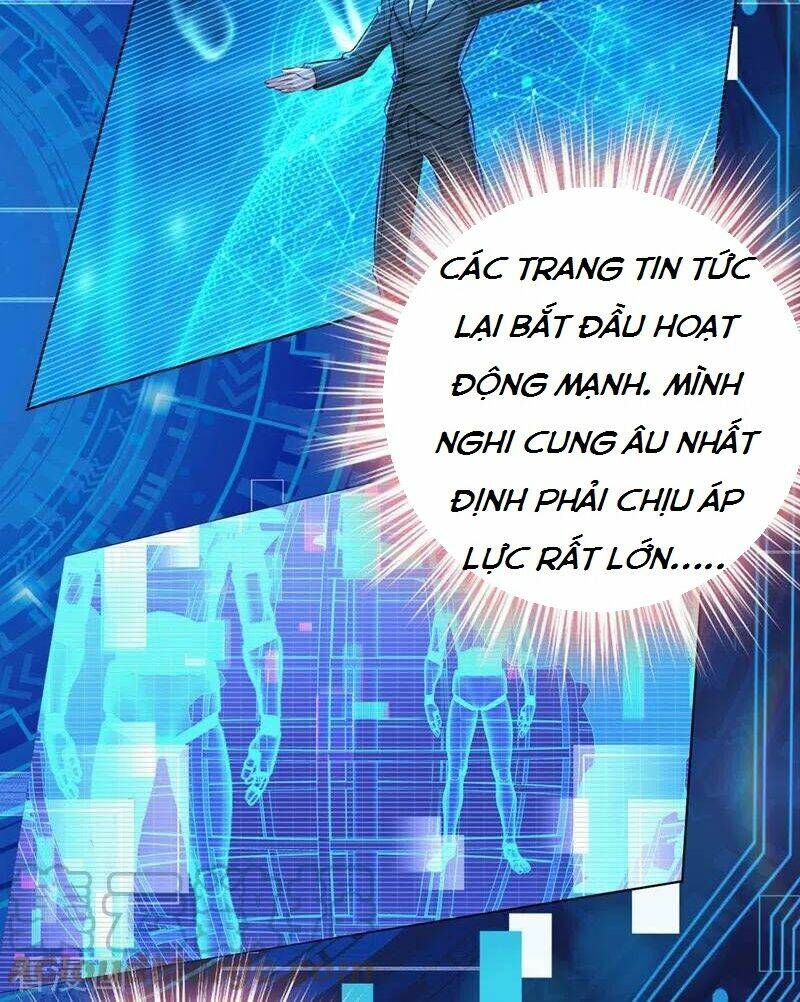 CÁC TRANG TIN TỨC
LẠI BẮT ĐẦU HOẠT
ĐỘNG MẠNH. MÌNH
NGHI CUNG ÂU NHẤT
ĐỊNH PHẢI CHỊU ÁP
LỰC RẤT LỚN.....